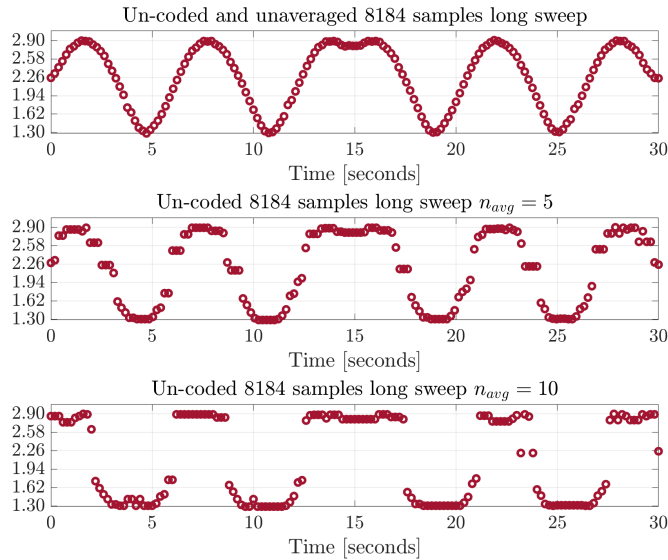 Un-coded and unaveraged 8184 samples long sweep
2.90
2.58
2.26
1.94
1.62
1.30
0 5 10 15 20 25 30
Time [seconds]
Un-coded 8184 samples long sweep n_avg = 5
2.90
2.58
2.26
1.94
1.62
1.30
0 5 10 15 20 25 30
Time [seconds]
Un-coded 8184 samples long sweep n_avg = 10
2.90
2.58
2.26
1.94
1.62
1.30
0 5 10 15 20 25 30
Time [seconds]